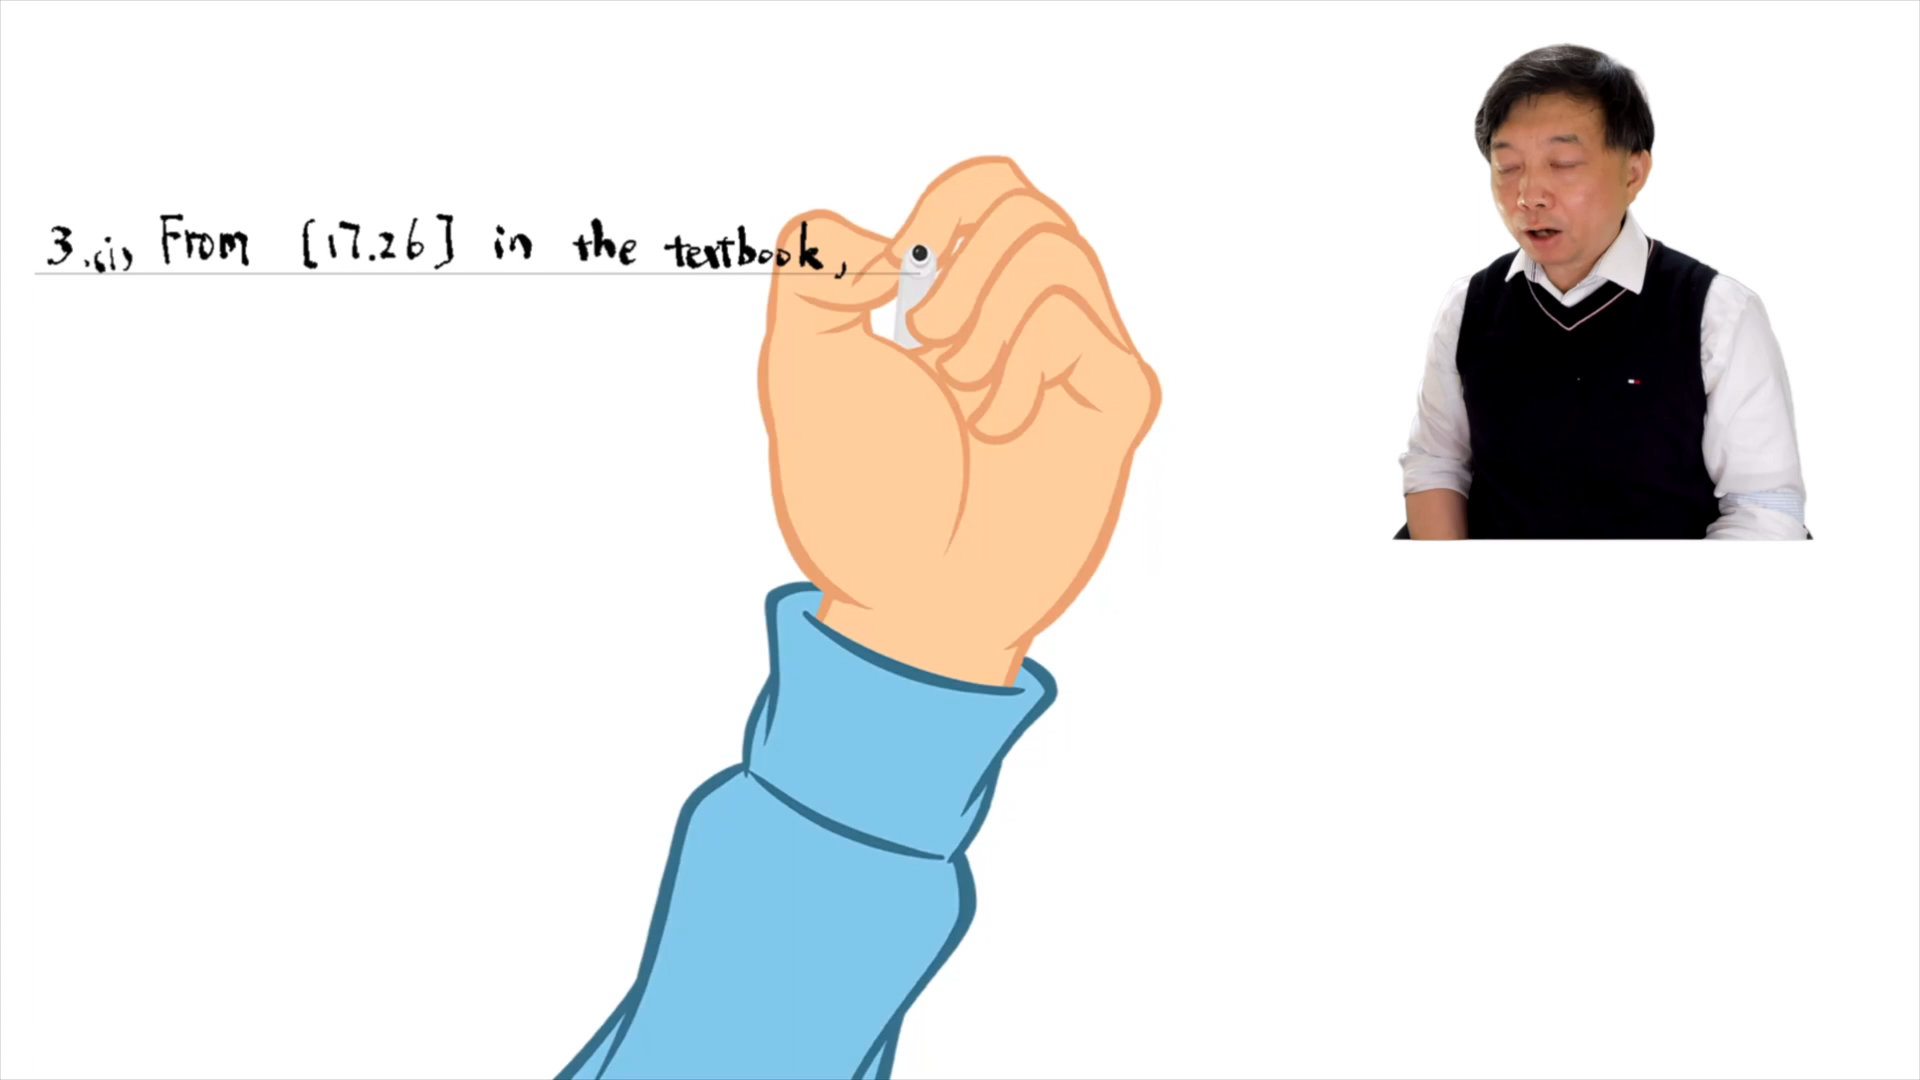 3.(i), From [17.26] in the textbook,